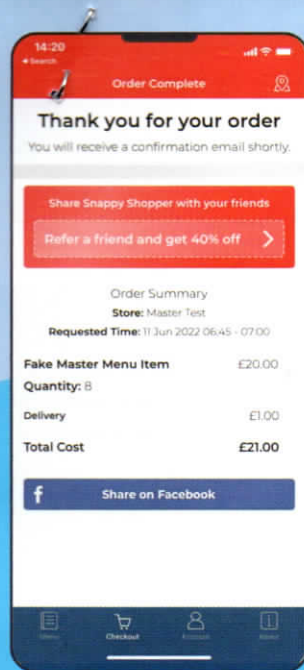 14:20
Search
Order Complete
Thank you for your order
You will receive a confirmation email shortly.
Share Snappy Shopper with your friends
Refer a friend and get 40% off
Order Summary
Store: Master Test
Requested Time: 11 Jun 2022 06:45 - 07:00
Fake Master Menu Item £20.00
Quantity: 8
Delivery £1.00
Total Cost £21.00
f Share on Facebook
Menu Checkout Account About